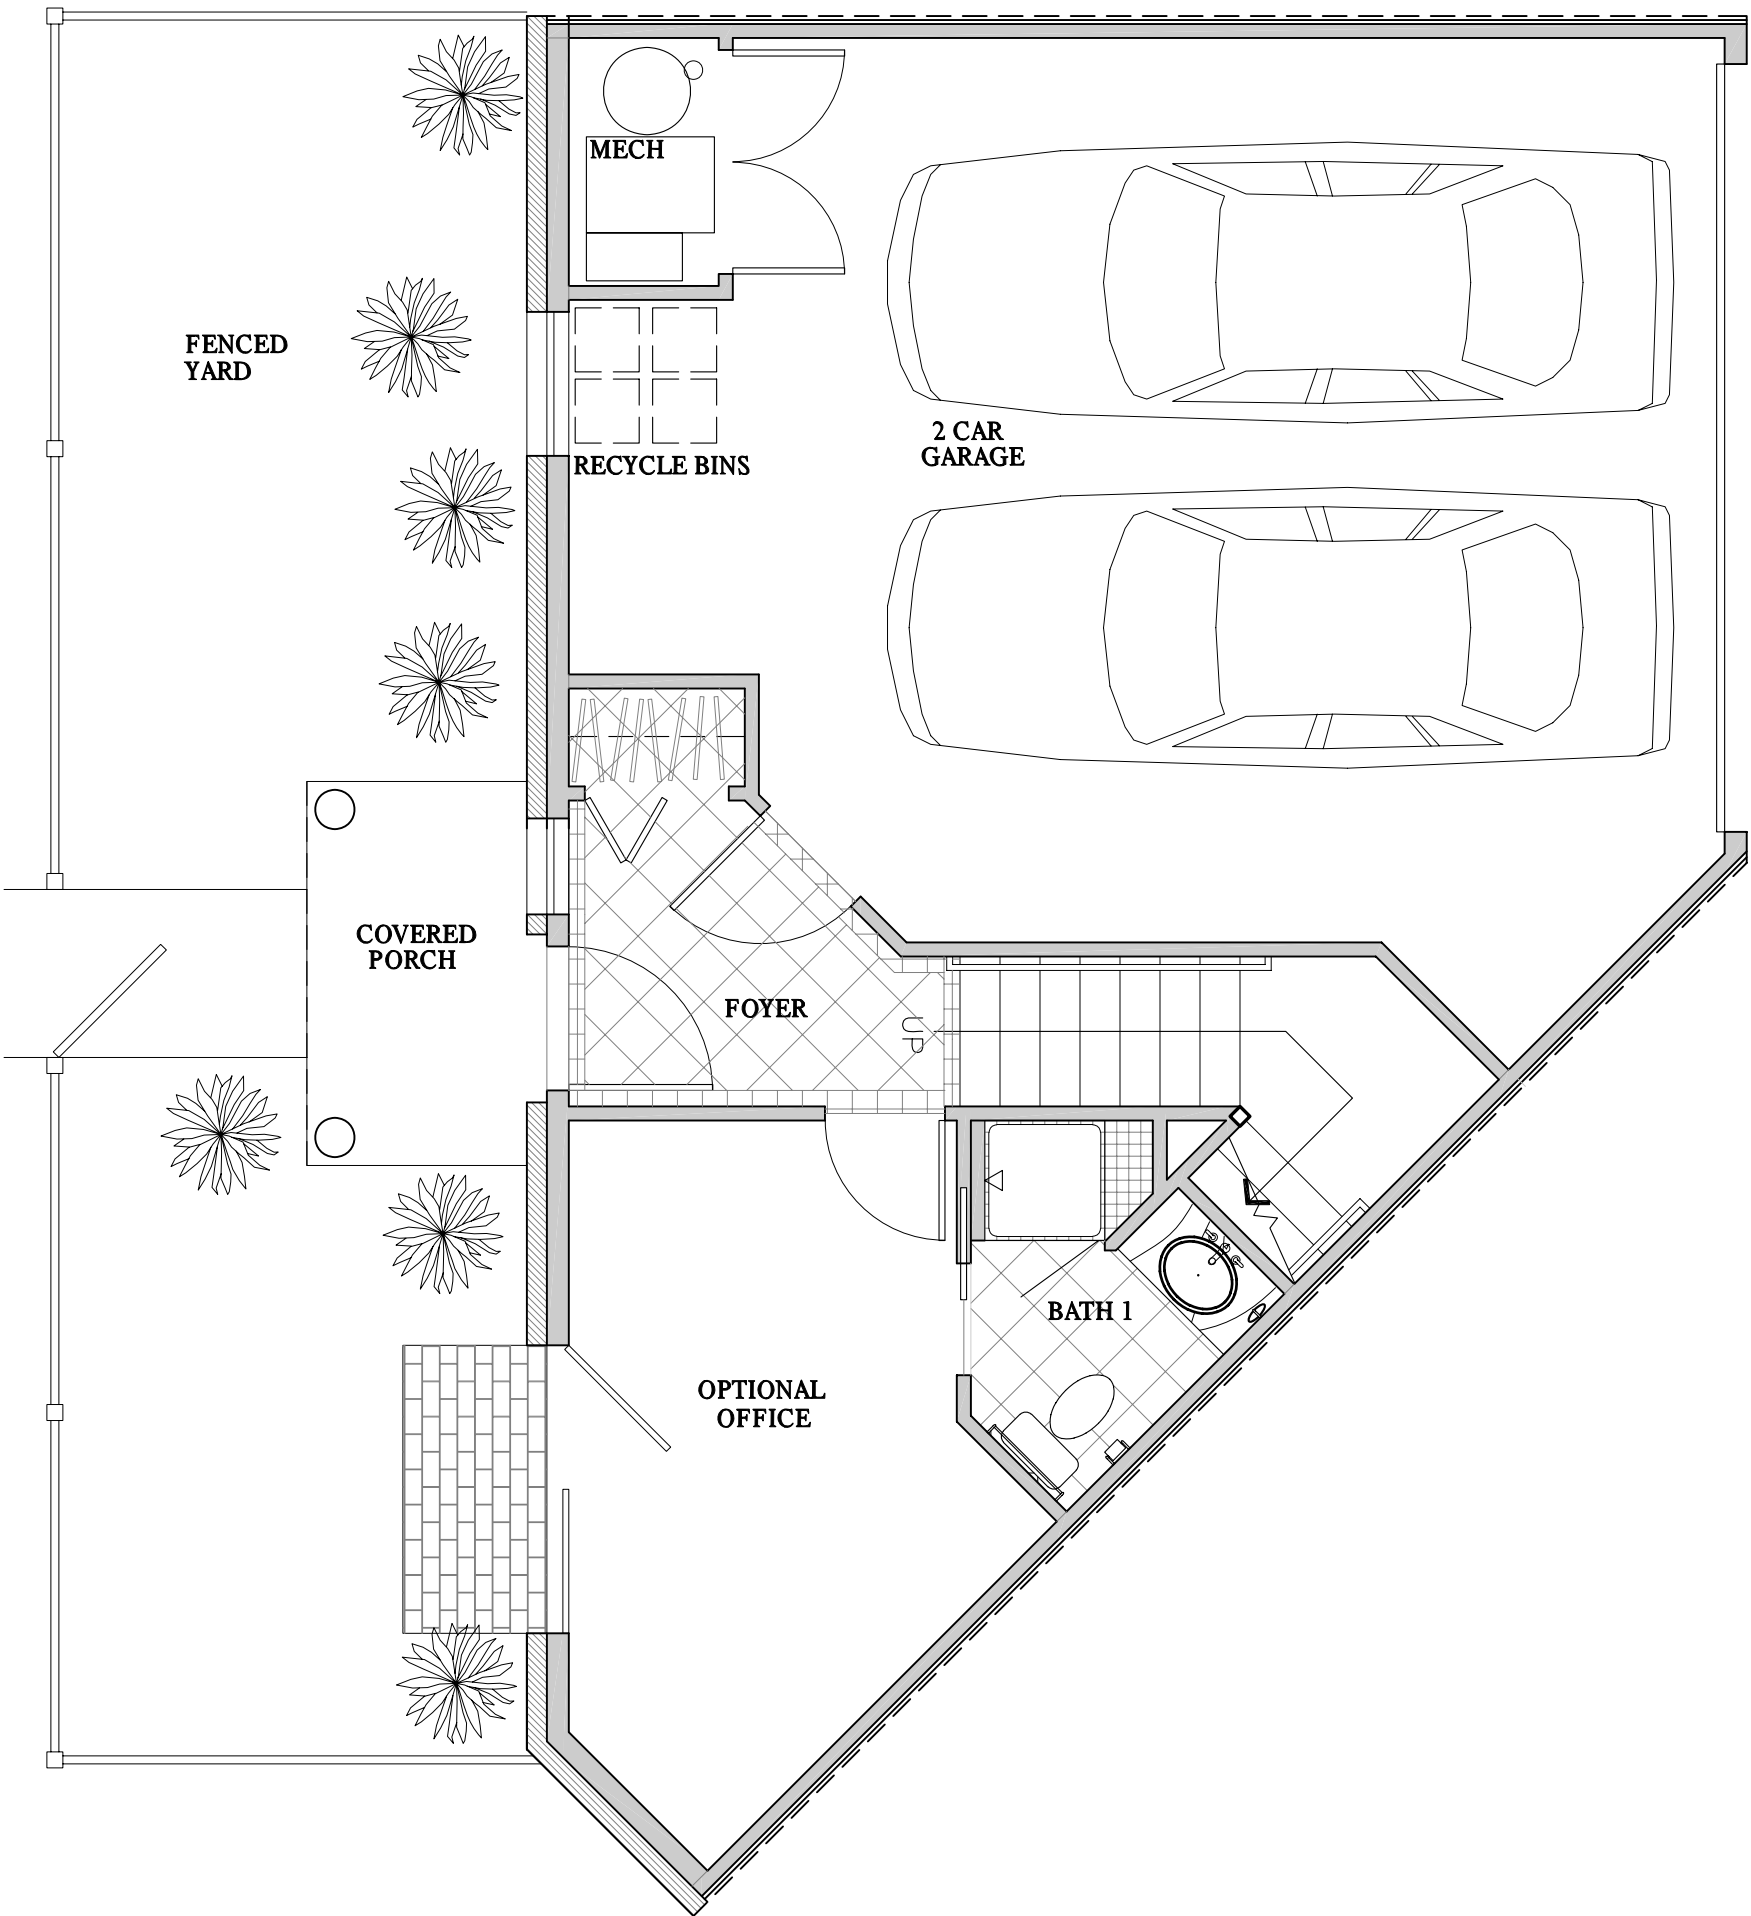 MECH
FENCED
YARD
2 CAR
GARAGE
RECYCLE BINS
COVERED
PORCH
FOYER
UP
BATH 1
OPTIONAL
OFFICE